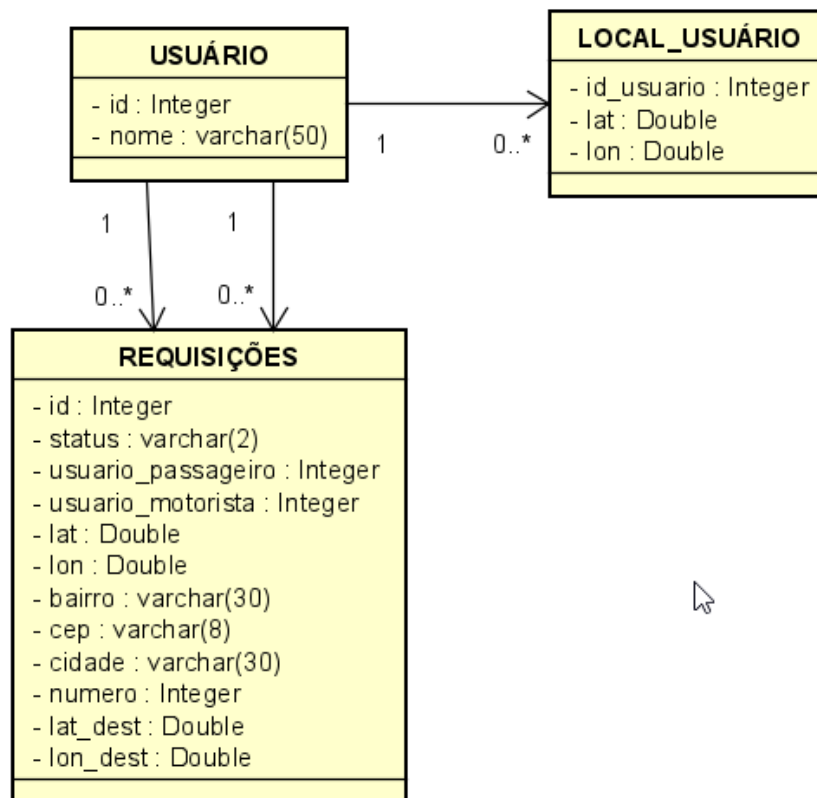 USUÁRIO
- id : Integer
- nome : varchar(50)
LOCAL_USUÁRIO
- id_usuario : Integer
- lat : Double
- lon : Double
1
0..*
1
1
0..*
0..*
REQUISIÇÕES
- id : Integer
- status : varchar(2)
- usuario_passageiro : Integer
- usuario_motorista : Integer
- lat : Double
- lon : Double
- bairro : varchar(30)
- cep : varchar(8)
- cidade : varchar(30)
- numero : Integer
- lat_dest : Double
- lon_dest : Double